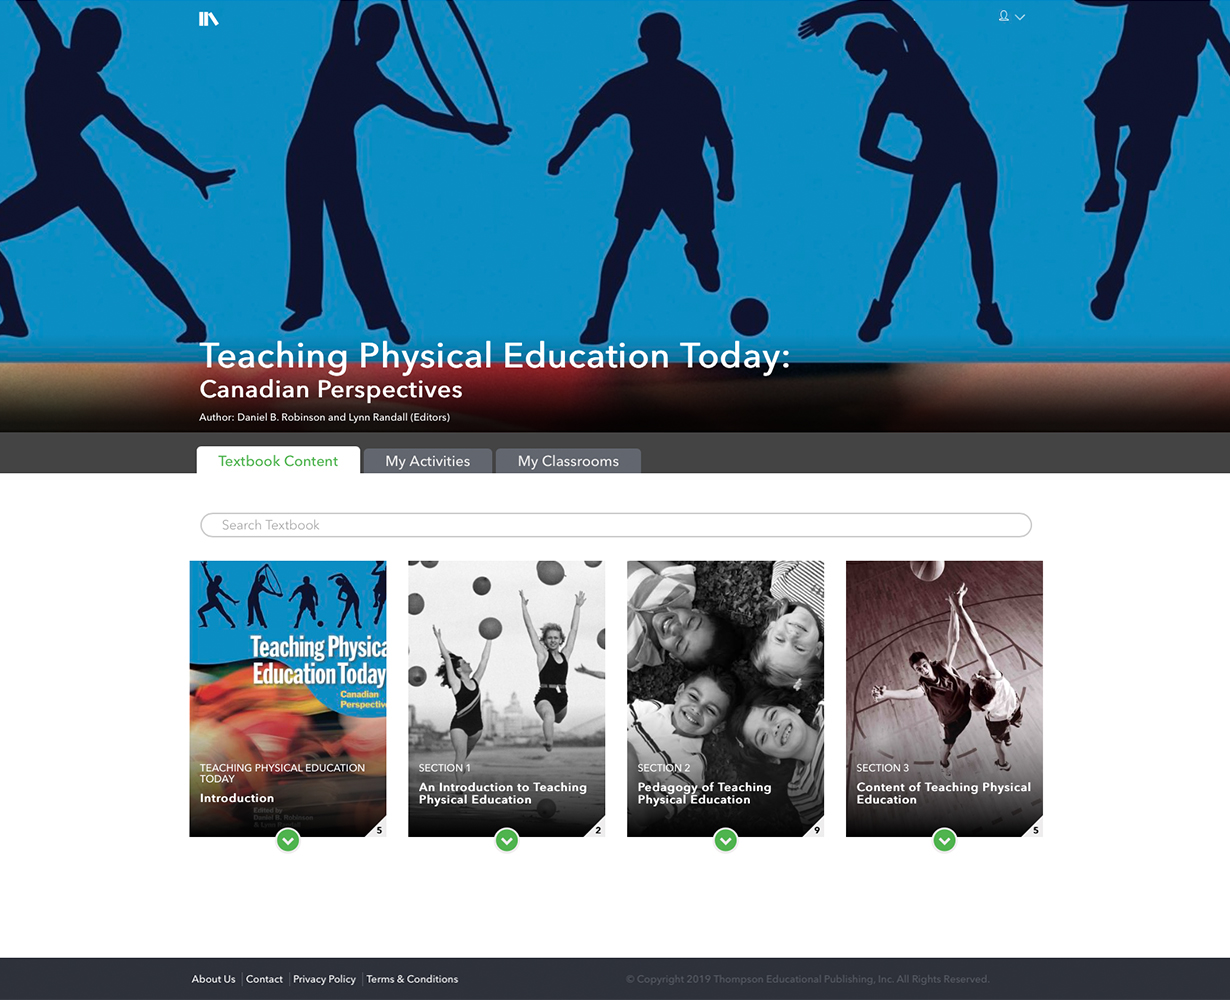 Teaching Physical Education Today:
Canadian Perspectives
Author: Daniel B. Robinson and Lynn Randall (Editors)
Textbook Content
My Activities
My Classrooms
Search Textbook
Teaching Physica
Education Today
Canadian
Perspective
TEACHING PHYSICAL EDUCATION
TODAY
Introduction
Edited by
Daniel B. Robinson
& Lynn Randall
5
SECTION 1
An Introduction to Teaching
Physical Education
2
SECTION 2
Pedagogy of Teaching
Physical Education
9
SECTION 3
Content of Teaching Physical
Education
5
About Us | Contact | Privacy Policy | Terms & Conditions
© Copyright 2019 Thompson Educational Publishing, Inc. All Rights Reserved.